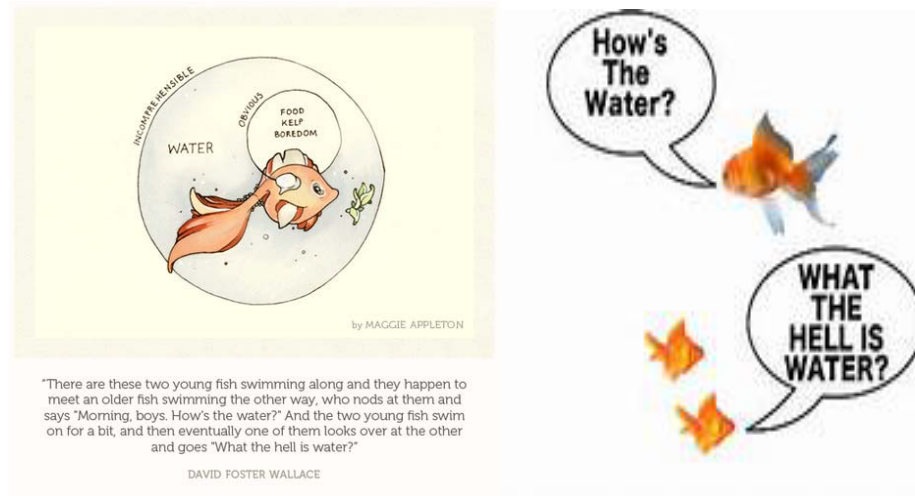 INCOMPREHENSIBLE
OBVIOUS
FOOD
KELP
BOREDOM
WATER
by MAGGIE APPLETON
"There are these two young fish swimming along and they happen to
meet an older fish swimming the other way, who nods at them and
says "Morning, boys. How's the water?" And the two young fish swim
on for a bit, and then eventually one of them looks over at the other
and goes "What the hell is water?"
DAVID FOSTER WALLACE
How's
The
Water?
WHAT
THE
HELL IS
WATER?